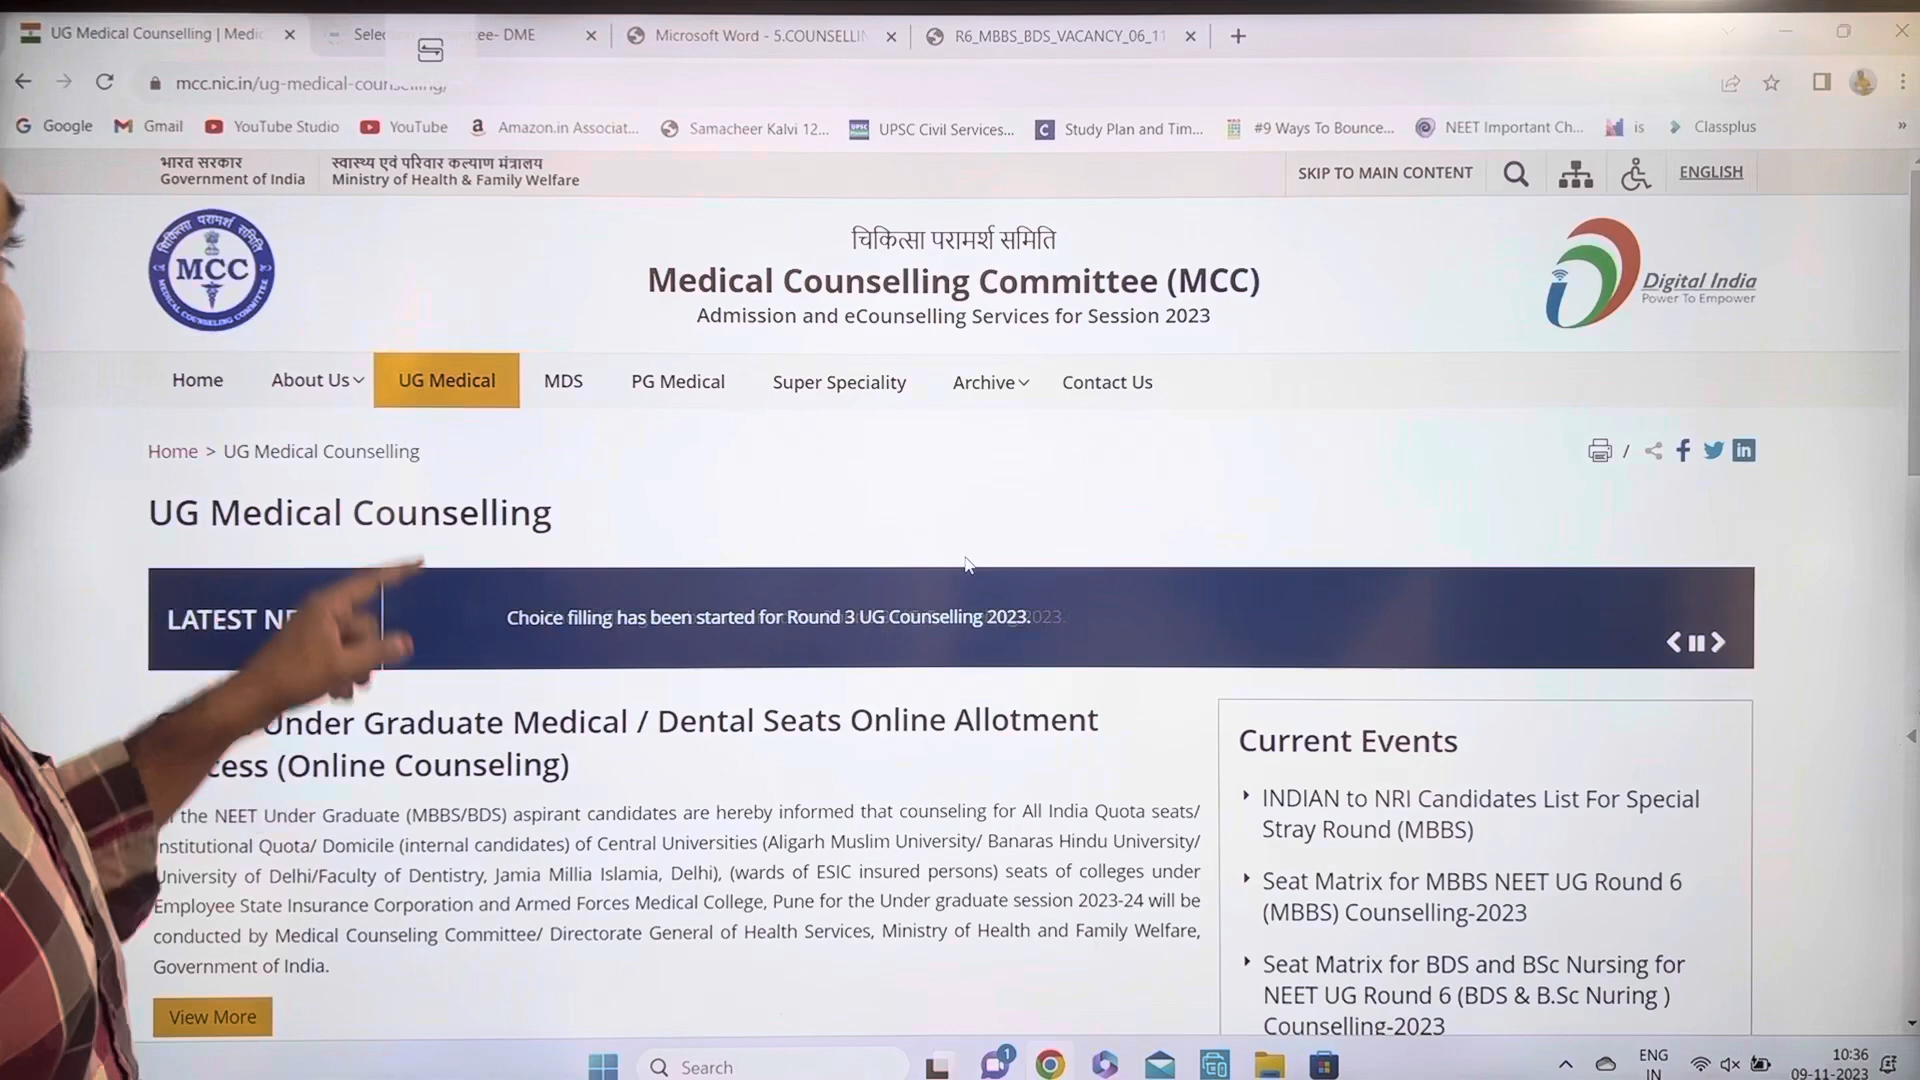 UG Medical Counselling | Medic
Selec
ee- DME
Microsoft Word - 5.COUNSELLIN
R6_MBBS_BDS_VACANCY_06_11
mcc.nic.in/ug-medical-counselling/
Google
Gmail
YouTube Studio
YouTube
Amazon.in Associat...
Samacheer Kalvi 12...
UPSC Civil Services...
Study Plan and Tim...
#9 Ways To Bounce...
NEET Important Ch...
is
Classplus
»
भारत सरकार
Government of India
स्वास्थ्य एवं परिवार कल्याण मंत्रालय
Ministry of Health & Family Welfare
SKIP TO MAIN CONTENT
ENGLISH
चिकित्सा परामर्श समिति
MCC
MEDICAL COUNSELING COMMITTEE
चिकित्सा परामर्श समिति
Medical Counselling Committee (MCC)
Admission and eCounselling Services for Session 2023
Digital India
Power To Empower
Home
About Us
UG Medical
MDS
PG Medical
Super Speciality
Archive
Contact Us
Home > UG Medical Counselling
/
UG Medical Counselling
LATEST NE
Choice filling has been started for Round 3 UG Counselling 2023.
Under Graduate Medical / Dental Seats Online Allotment
cess (Online Counseling)
the NEET Under Graduate (MBBS/BDS) aspirant candidates are hereby informed that counseling for All India Quota seats/
nstitutional Quota/ Domicile (internal candidates) of Central Universities (Aligarh Muslim University/ Banaras Hindu University/
University of Delhi/Faculty of Dentistry, Jamia Millia Islamia, Delhi), (wards of ESIC insured persons) seats of colleges under
Employee State Insurance Corporation and Armed Forces Medical College, Pune for the Under graduate session 2023-24 will be
conducted by Medical Counseling Committee/ Directorate General of Health Services, Ministry of Health and Family Welfare,
Government of India.
View More
Current Events
INDIAN to NRI Candidates List For Special
Stray Round (MBBS)
Seat Matrix for MBBS NEET UG Round 6
(MBBS) Counselling-2023
Seat Matrix for BDS and BSc Nursing for
NEET UG Round 6 (BDS & B.Sc Nuring )
Counselling-2023
Search
1
ENG
IN
10:36
09-11-2023